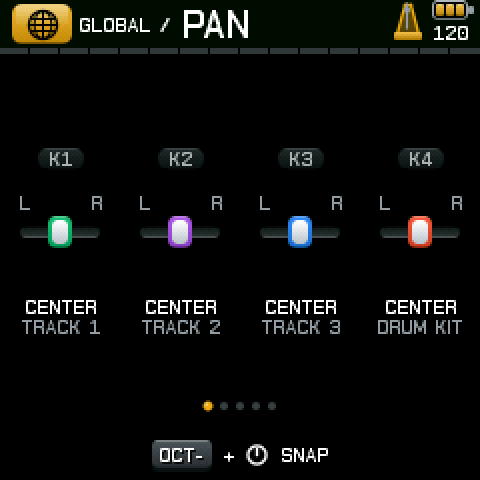 GLOBAL / PAN
120
K1 K2 K3 K4
L R L R L R L R
CENTER CENTER CENTER CENTER
TRACK 1 TRACK 2 TRACK 3 DRUM KIT
OCT- + SNAP